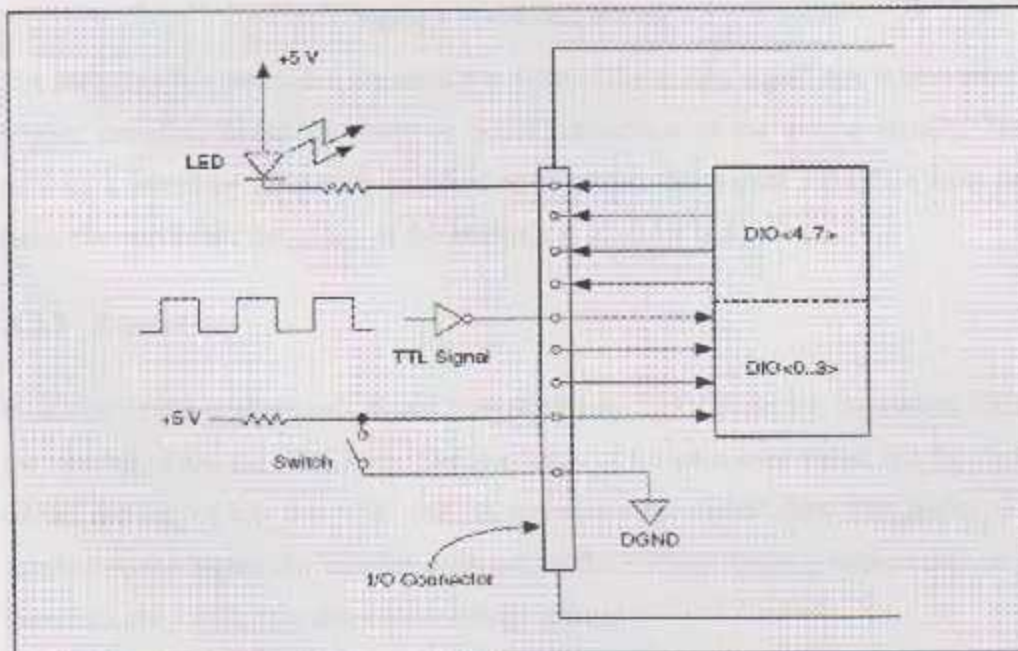 +5 V
LED
DIO<4..7>
TTL Signal
DIO<0..3>
+5 V
Switch
DGND
I/O Connector